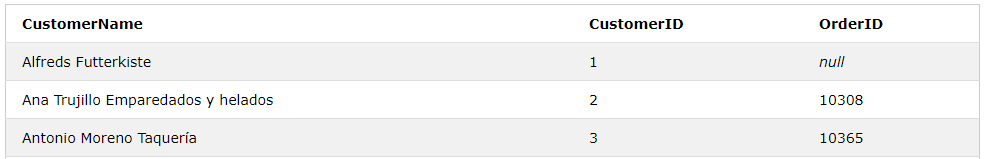 CustomerName CustomerID OrderID
Alfreds Futterkiste 1 null
Ana Trujillo Emparedados y helados 2 10308
Antonio Moreno Taquería 3 10365